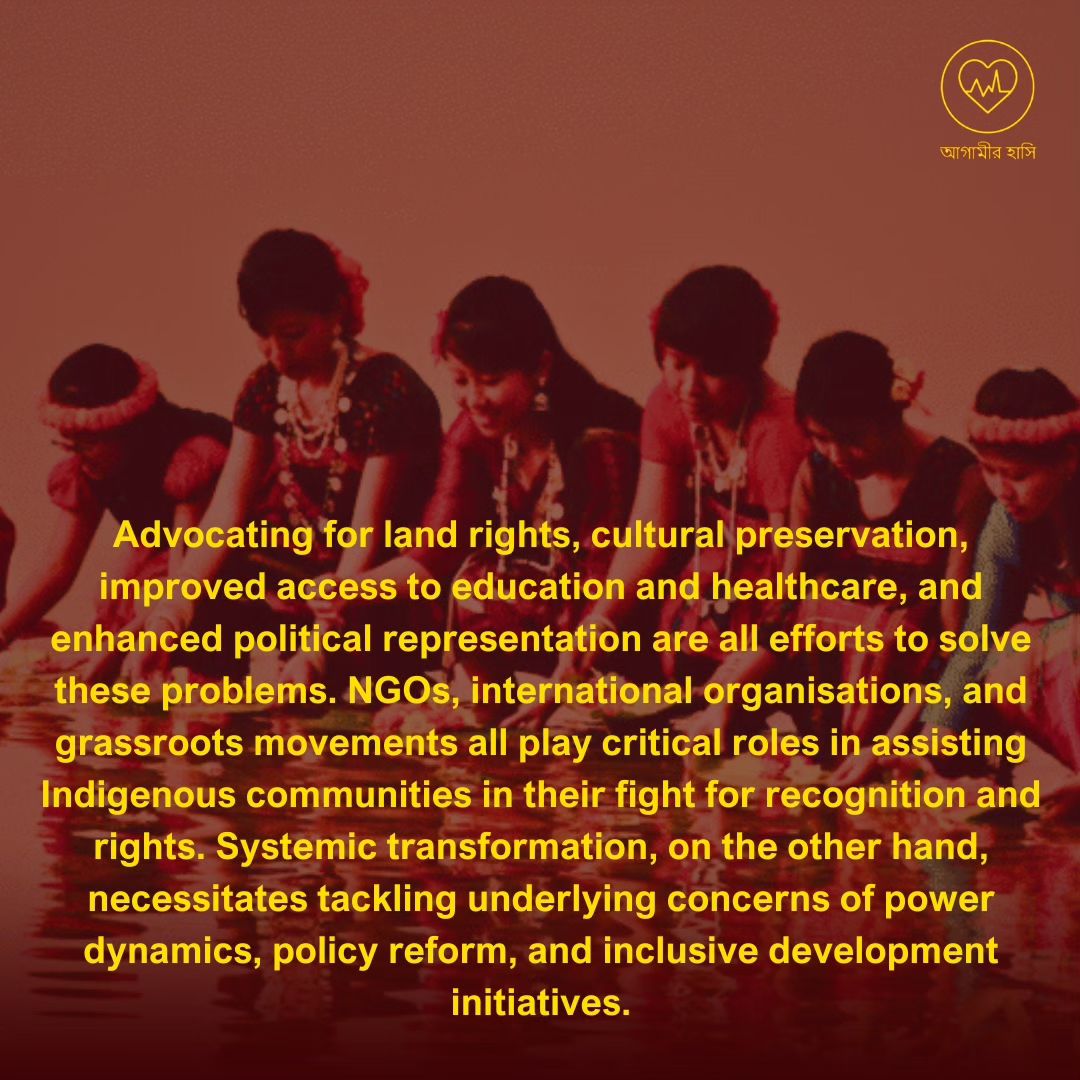 আগামীর হাসি
Advocating for land rights, cultural preservation,
improved access to education and healthcare, and
enhanced political representation are all efforts to solve
these problems. NGOs, international organisations, and
grassroots movements all play critical roles in assisting
Indigenous communities in their fight for recognition and
rights. Systemic transformation, on the other hand,
necessitates tackling underlying concerns of power
dynamics, policy reform, and inclusive development
initiatives.